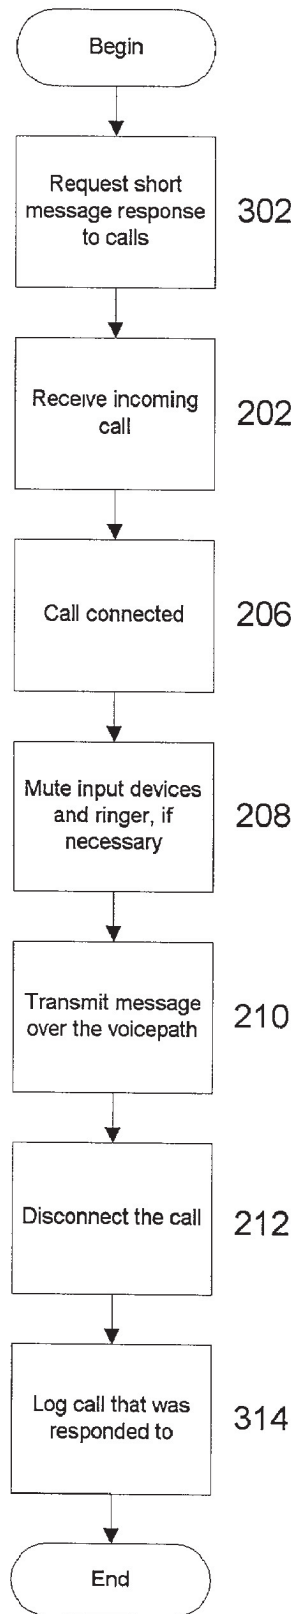 Begin
Request short
message response
to calls
302
Receive incoming
call
202
Call connected
206
Mute input devices
and ringer, if
necessary
208
Transmit message
over the voicepath
210
Disconnect the call
212
Log call that was
responded to
314
End